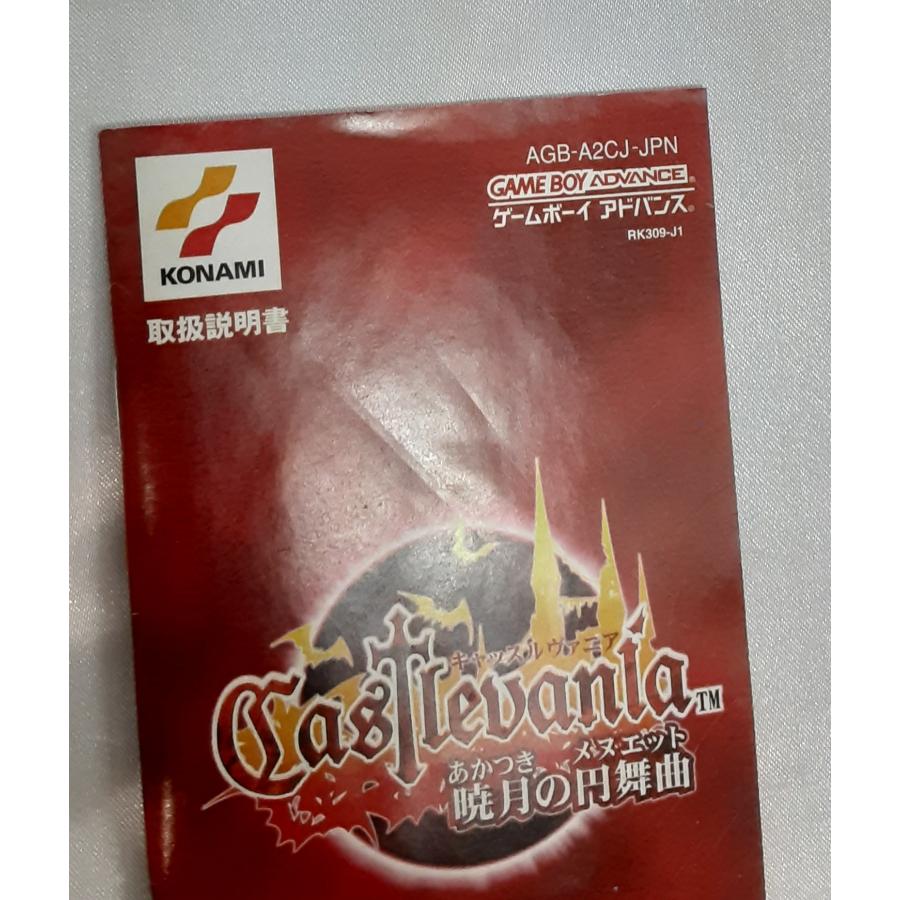 AGB-A2CJ-JPN
GAME BOY ADVANCE
ゲームボーイ アドバンス
RK309-J1
KONAMI
取扱説明書
キャッスルヴァニア
Castlevania TM
あかつき メヌエット
暁月の円舞曲